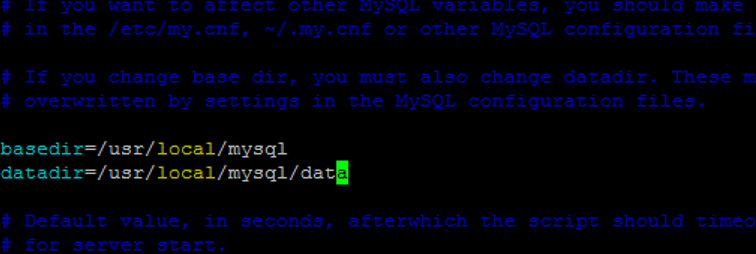 # If you want to affect other MySQL variables, you should make
# in the /etc/my.cnf, ~/.my.cnf or other MySQL configuration fi
# If you change base dir, you must also change datadir. These m
# overwritten by settings in the MySQL configuration files.
basedir=/usr/local/mysql
datadir=/usr/local/mysql/data
# Default value, in seconds, afterwhich the script should timeo
# for server start.